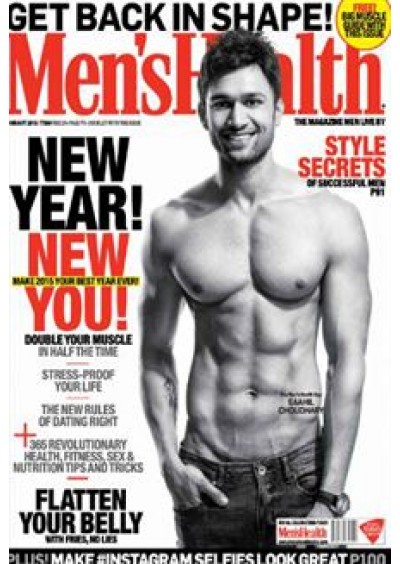 GET BACK IN SHAPE!
FREE!
BIG MUSCLE
GUIDE WITH
THIS ISSUE
Men'sHealth
THE MAGAZINE MEN LIVE BY
NEW
YEAR!
NEW
MAKE 2015 YOUR BEST YEAR EVER!
YOU!
STYLE
SECRETS
OF SUCCESSFUL MEN
P91
DOUBLE YOUR MUSCLE
IN HALF THE TIME
STRESS-PROOF
YOUR LIFE
THE NEW RULES
OF DATING RIGHT
+365 REVOLUTIONARY
HEALTH, FITNESS, SEX &
NUTRITION TIPS AND TRICKS
FLATTEN
YOUR BELLY
WITH FRIES, NO LIES
CHOUDHARY
Men'sHealth
PLUS! MAKE #INSTAGRAM SELFIES LOOK GREAT P100